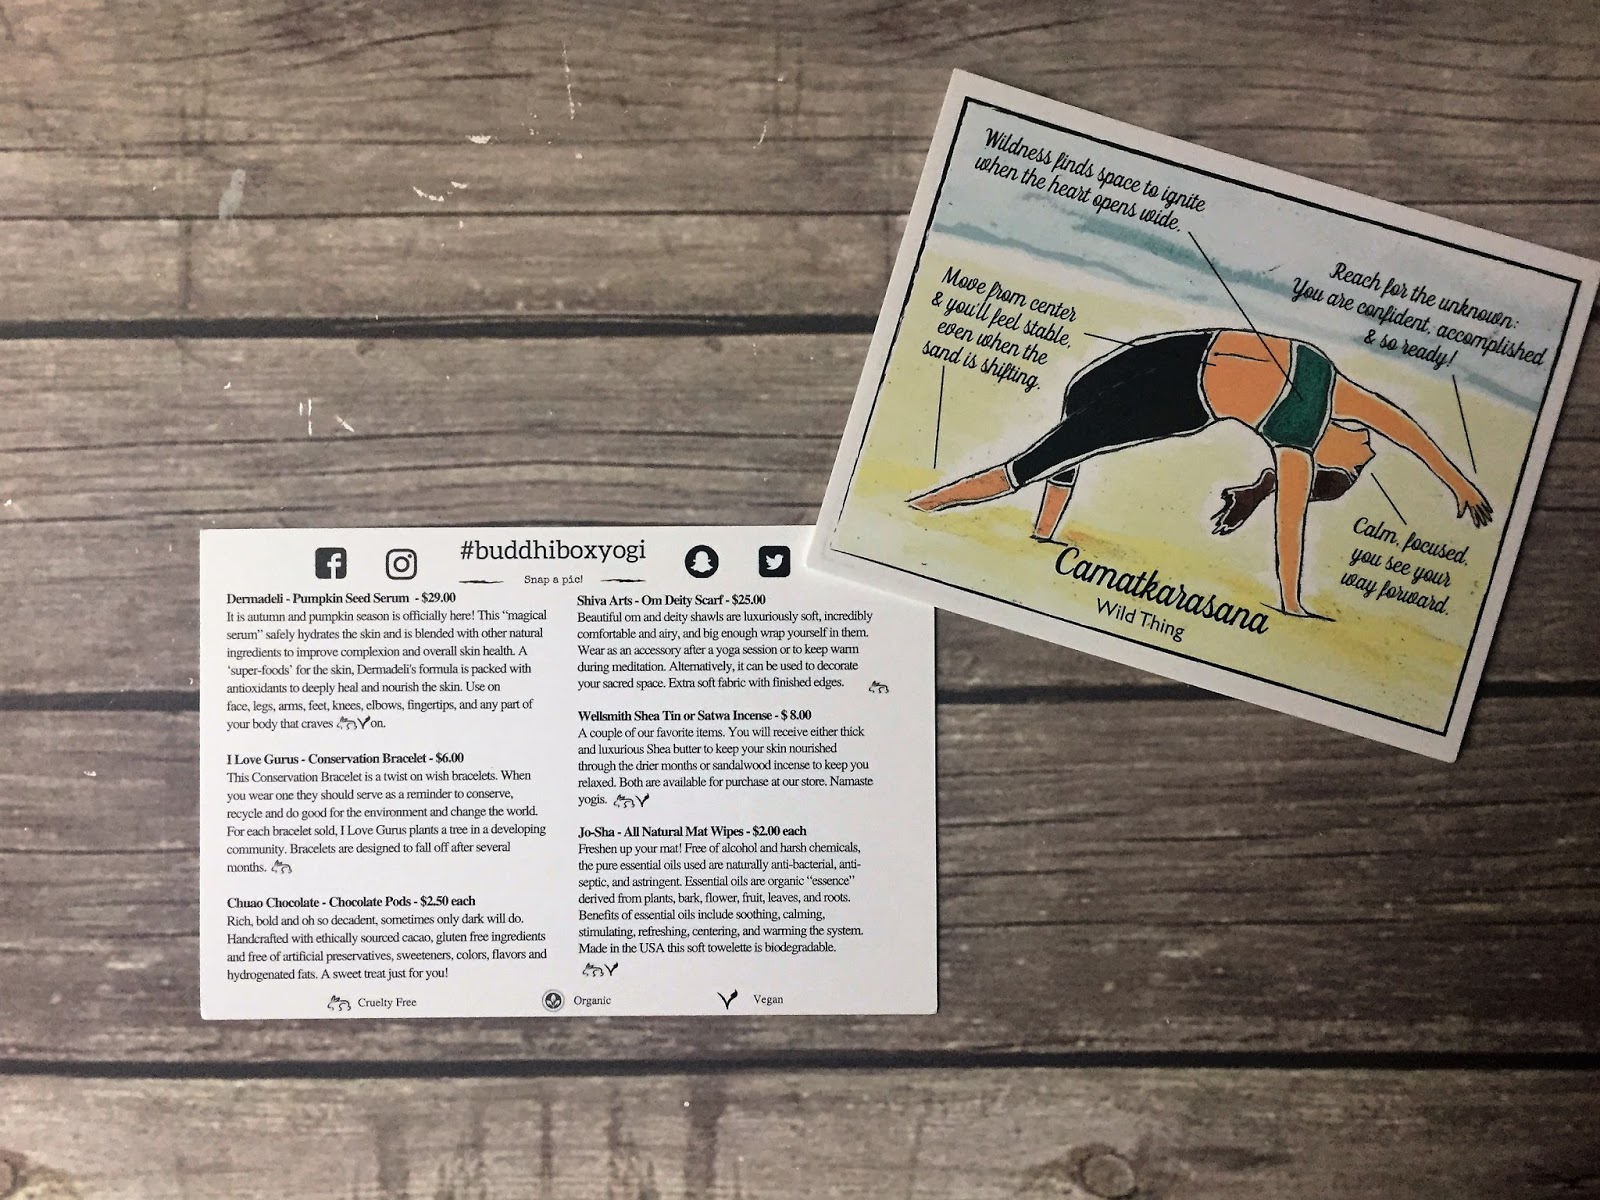 #buddhiboxyogi
Snap a pic!
Dermadeli - Pumpkin Seed Serum - $29.00
It is autumn and pumpkin season is officially here! This “magical
serum” safely hydrates the skin and is blended with other natural
ingredients to improve complexion and overall skin health. A
‘super-foods’ for the skin, Dermadeli's formula is packed with
antioxidants to deeply heal and nourish the skin. Use on
face, legs, arms, feet, knees, elbows, fingertips, and any part of
your body that craves on.
I Love Gurus - Conservation Bracelet - $6.00
This Conservation Bracelet is a twist on wish bracelets. When
you wear one they should serve as a reminder to conserve,
recycle and do good for the environment and change the world.
For each bracelet sold, I Love Gurus plants a tree in a developing
community. Bracelets are designed to fall off after several
months.
Chuao Chocolate - Chocolate Pods - $2.50 each
Rich, bold and oh so decadent, sometimes only dark will do.
Handcrafted with ethically sourced cacao, gluten free ingredients
and free of artificial preservatives, sweeteners, colors, flavors and
hydrogenated fats. A sweet treat just for you!
Shiva Arts - Om Deity Scarf - $25.00
Beautiful om and deity shawls are luxuriously soft, incredibly
comfortable and airy, and big enough wrap yourself in them.
Wear as an accessory after a yoga session or to keep warm
during meditation. Alternatively, it can be used to decorate
your sacred space. Extra soft fabric with finished edges.
Wellsmith Shea Tin or Satwa Incense - $ 8.00
A couple of our favorite items. You will receive either thick
and luxurious Shea butter to keep your skin nourished
through the drier months or sandalwood incense to keep you
relaxed. Both are available for purchase at our store. Namaste
yogis.
Jo-Sha - All Natural Mat Wipes - $2.00 each
Freshen up your mat! Free of alcohol and harsh chemicals,
the pure essential oils used are naturally anti-bacterial, anti-
septic, and astringent. Essential oils are organic “essence”
derived from plants, bark, flower, fruit, leaves, and roots.
Benefits of essential oils include soothing, calming,
stimulating, refreshing, centering, and warming the system.
Made in the USA this soft towelette is biodegradable.
Cruelty Free
Organic
Vegan
Wildness finds space to ignite
when the heart opens wide.
Move from center
& you'll feel stable,
even when the
sand is shifting.
Reach for the unknown:
You are confident, accomplished
& so ready!
Calm, focused,
you see your
way forward.
Camatkarasana
Wild Thing